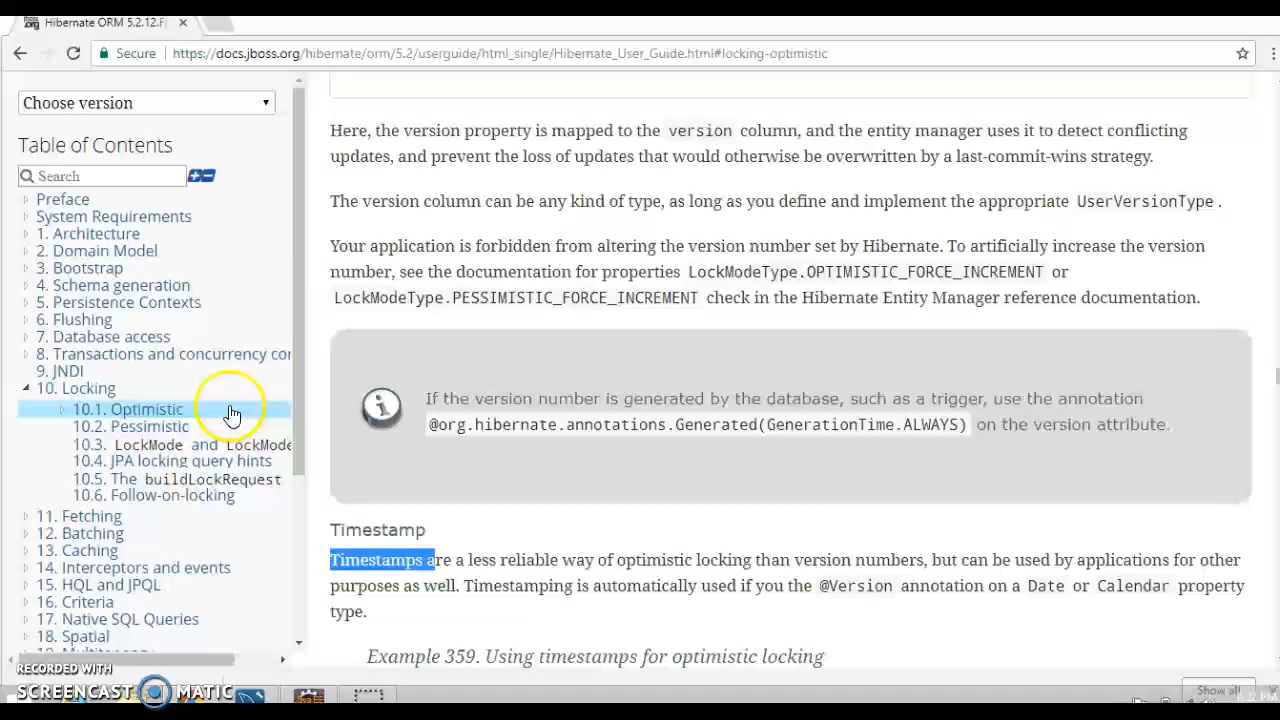 Hibernate ORM 5.2.12.Fi
Secure https://docs.jboss.org/hibernate/orm/5.2/userguide/html_single/Hibernate_User_Guide.html#locking-optimistic
Choose version
Table of Contents
Search
Preface
System Requirements
1. Architecture
2. Domain Model
3. Bootstrap
4. Schema generation
5. Persistence Contexts
6. Flushing
7. Database access
8. Transactions and concurrency cor
9. JNDI
10. Locking
10.1. Optimistic
10.2. Pessimistic
10.3. LockMode and LockMode
10.4. JPA locking query hints
10.5. The buildLockRequest
10.6. Follow-on-locking
11. Fetching
12. Batching
13. Caching
14. Interceptors and events
15. HQL and JPQL
16. Criteria
17. Native SQL Queries
18. Spatial
Here, the version property is mapped to the version column, and the entity manager uses it to detect conflicting
updates, and prevent the loss of updates that would otherwise be overwritten by a last-commit-wins strategy.
The version column can be any kind of type, as long as you define and implement the appropriate UserVersionType.
Your application is forbidden from altering the version number set by Hibernate. To artificially increase the version
number, see the documentation for properties LockModeType.OPTIMISTIC_FORCE_INCREMENT or
LockModeType.PESSIMISTIC_FORCE_INCREMENT check in the Hibernate Entity Manager reference documentation.
If the version number is generated by the database, such as a trigger, use the annotation
@org.hibernate.annotations.Generated(GenerationTime.ALWAYS) on the version attribute.
Timestamp
Timestamps are a less reliable way of optimistic locking than version numbers, but can be used by applications for other
purposes as well. Timestamping is automatically used if you the @Version annotation on a Date or Calendar property
type.
Example 359. Using timestamps for optimistic locking
RECORDED WITH
SCREENCAST MATIC
Show all